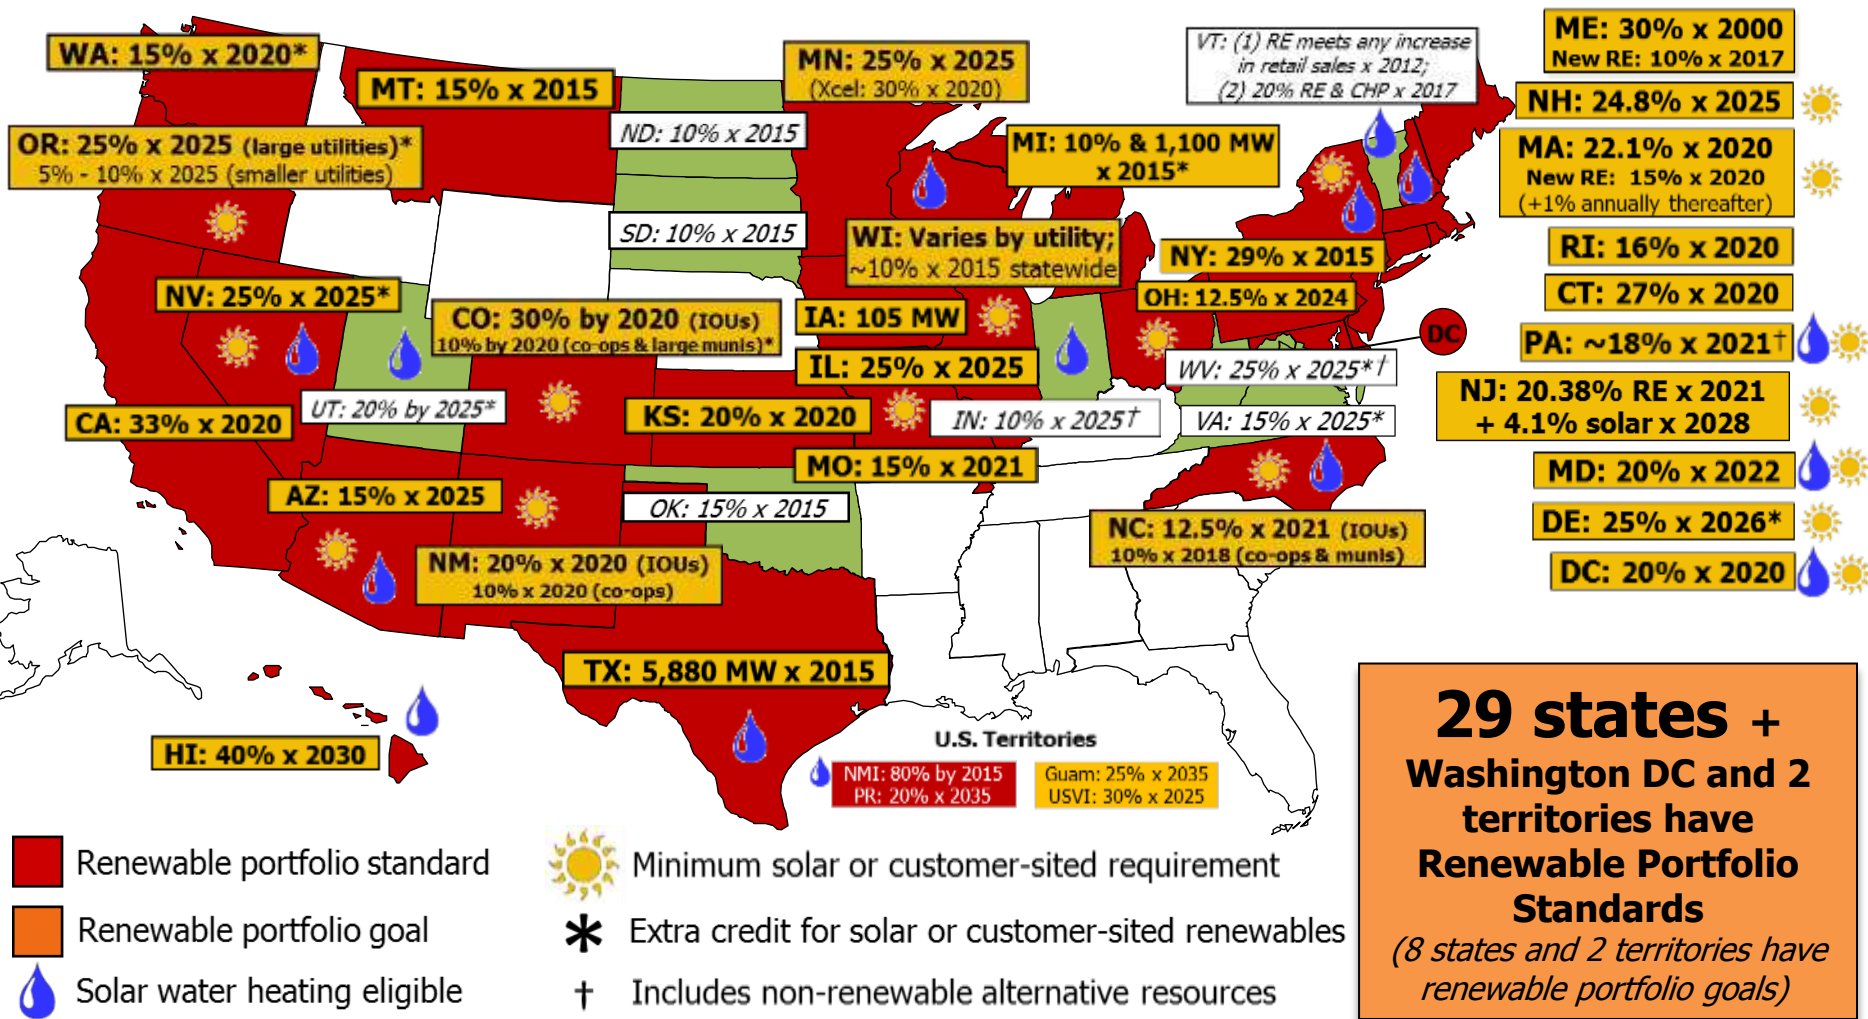 WA: 15% x 2020*
MT: 15% x 2015
MN: 25% x 2025
(Xcel: 30% x 2020)
VT: (1) RE meets any increase
in retail sales x 2012;
(2) 20% RE & CHP x 2017
ME: 30% x 2000
New RE: 10% x 2017
NH: 24.8% x 2025
OR: 25% x 2025 (large utilities)*
5% - 10% x 2025 (smaller utilities)
ND: 10% x 2015
MI: 10% & 1,100 MW
x 2015*
MA: 22.1% x 2020
New RE: 15% x 2020
(+1% annually thereafter)
SD: 10% x 2015
WI: Varies by utility;
~10% x 2015 statewide
NY: 29% x 2015
RI: 16% x 2020
NV: 25% x 2025*
CO: 30% by 2020 (IOUs)
10% by 2020 (co-ops & large munis)*
IA: 105 MW
OH: 12.5% x 2024
CT: 27% x 2020
DC
PA: ~18% x 2021†
IL: 25% x 2025
WV: 25% x 2025*†
UT: 20% by 2025*
CA: 33% x 2020
KS: 20% x 2020
IN: 10% x 2025†
VA: 15% x 2025*
NJ: 20.38% RE x 2021
+ 4.1% solar x 2028
MO: 15% x 2021
MD: 20% x 2022
AZ: 15% x 2025
OK: 15% x 2015
NC: 12.5% x 2021 (IOUs)
10% x 2018 (co-ops & munis)
DE: 25% x 2026*
NM: 20% x 2020 (IOUs)
10% x 2020 (co-ops)
DC: 20% x 2020
TX: 5,880 MW x 2015
HI: 40% x 2030
U.S. Territories
NMI: 80% by 2015
PR: 20% x 2035
Guam: 25% x 2035
USVI: 30% x 2025
29 states +
Washington DC and 2
territories have
Renewable Portfolio
Standards
(8 states and 2 territories have
renewable portfolio goals)
Renewable portfolio standard
Renewable portfolio goal
Solar water heating eligible
Minimum solar or customer-sited requirement
* Extra credit for solar or customer-sited renewables
† Includes non-renewable alternative resources